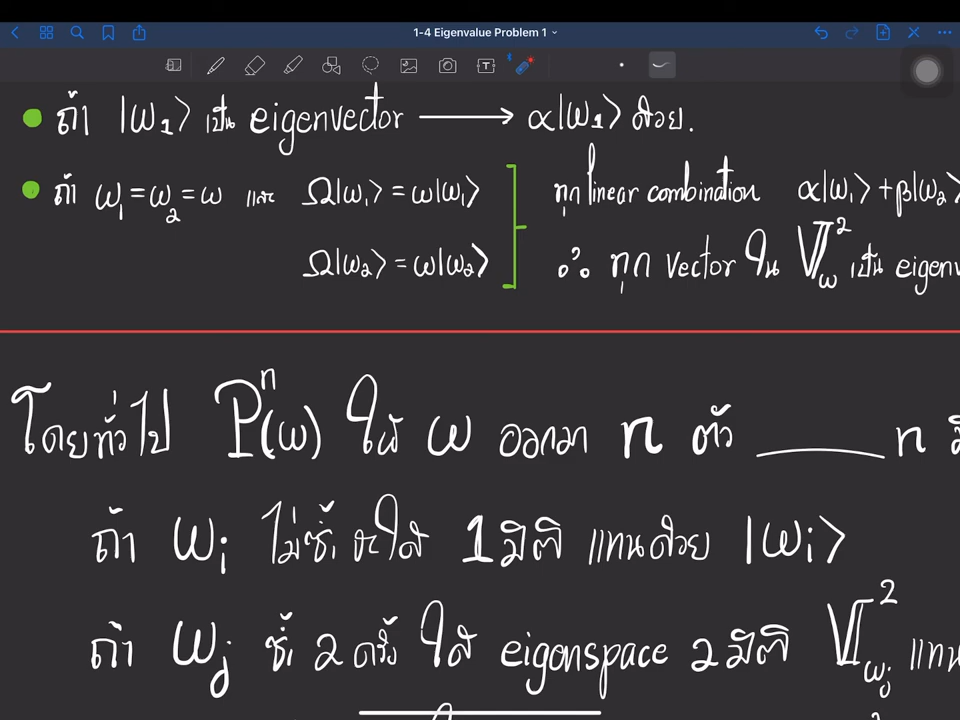 1-4 Eigenvalue Problem 1
ถ้า |ω₁⟩ เป็น eigenvector ⟶ α|ω₁⟩ ด้วย.
ถ้า ω₁ = ω₂ = ω และ Ω|ω₁⟩ = ω|ω₁⟩ ทุก linear combination α|ω₁⟩ + β|ω₂⟩
Ω|ω₂⟩ = ω|ω₂⟩ ∴ ทุก vector ใน 𝕍²_ω เป็น eigenv
โดยทั่วไป Pⁿ(ω) ให้ ω ออกมา n ตัว ____ n
ถ้า ωᵢ ไม่ซ้ำ จะได้ 1 มิติ แทนด้วย |ωᵢ⟩
ถ้า ωⱼ ซ้ำ 2 ครั้ง ได้ eigenspace 2 มิติ 𝕍²_ωⱼ แทน